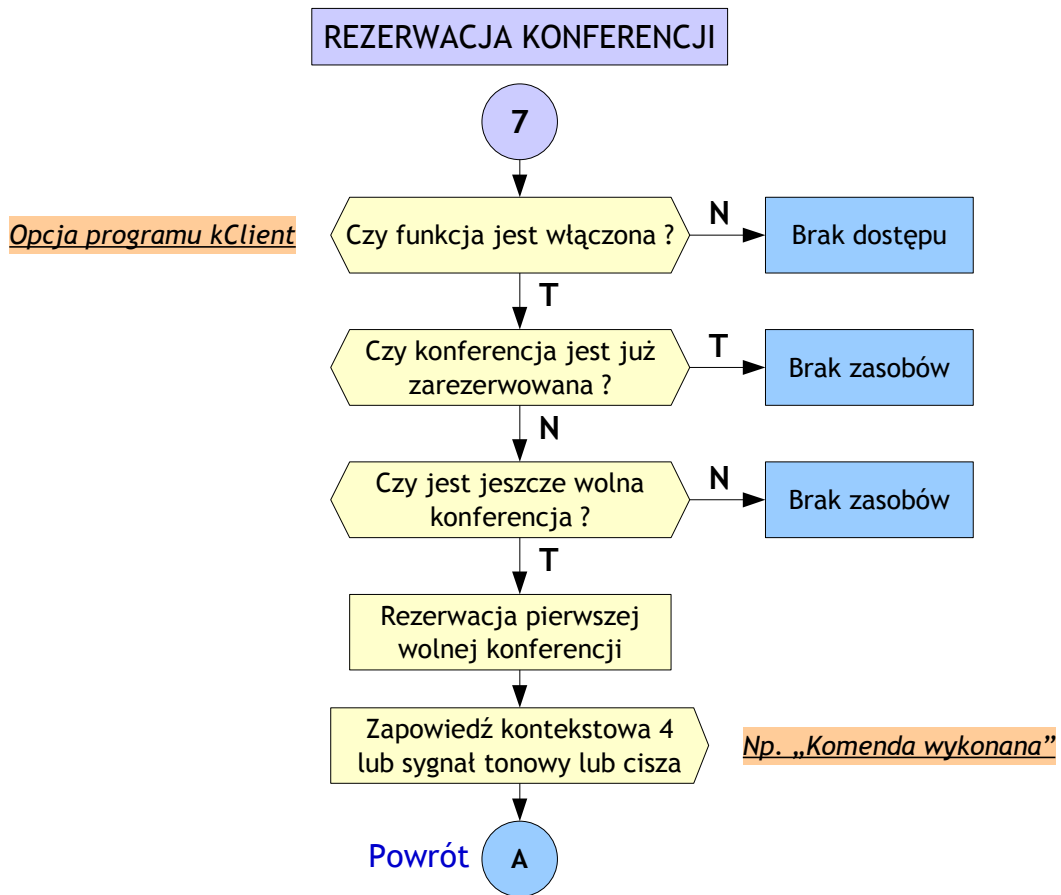 REZERWACJA KONFERENCJI
7
Opcja programu kClient
Czy funkcja jest włączona ?
N
Brak dostępu
T
Czy konferencja jest już
zarezerwowana ?
T
Brak zasobów
N
Czy jest jeszcze wolna
konferencja ?
N
Brak zasobów
T
Rezerwacja pierwszej
wolnej konferencji
Zapowiedź kontekstowa 4
lub sygnał tonowy lub cisza
Np. „Komenda wykonana”
Powrót
A